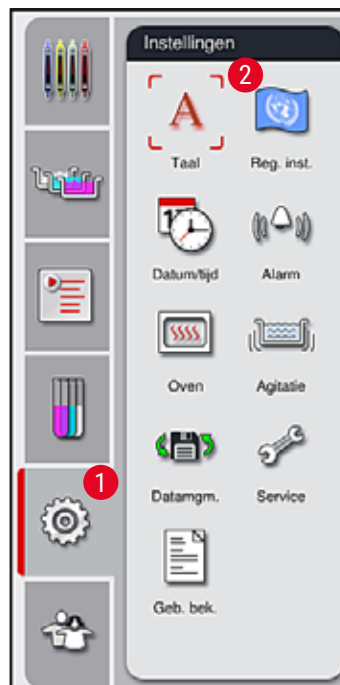 Instellingen
2
A
Taal
Reg. inst.
Datum/tijd
Alarm
Oven
Agitatie
1
Datamgm.
Service
Geb. bek.